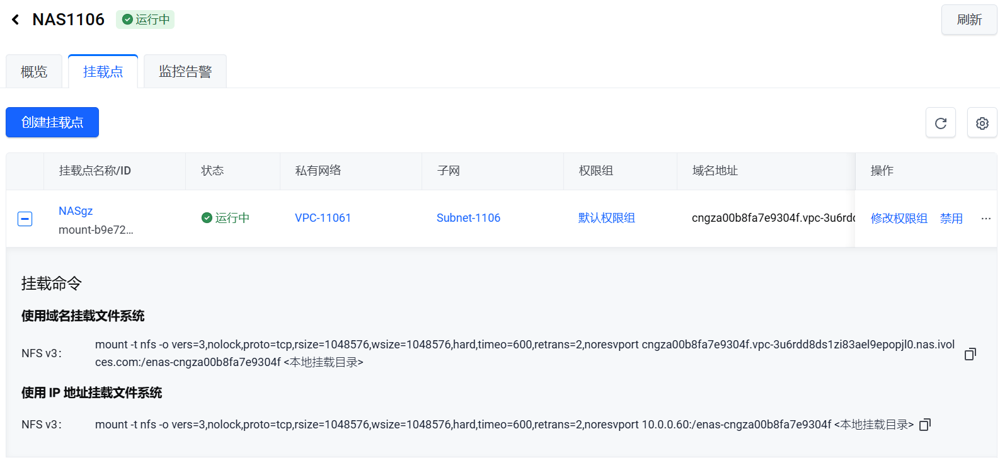 NAS1106 运行中 刷新
概览 挂载点 监控告警
创建挂载点
挂载点名称/ID 状态 私有网络 子网 权限组 域名地址 操作
NASgz
mount-b9e72...
运行中 VPC-11061 Subnet-1106 默认权限组 cngza00b8fa7e9304f.vpc-3u6rdd 修改权限组 禁用 ...
挂载命令
使用域名挂载文件系统
NFS v3： mount -t nfs -o vers=3,nolock,proto=tcp,rsize=1048576,wsize=1048576,hard,timeo=600,retrans=2,noresvport cngza00b8fa7e9304f.vpc-3u6rdd8ds1zi83ael9epopjl0.nas.ivol
ces.com:/enas-cngza00b8fa7e9304f <本地挂载目录>
使用 IP 地址挂载文件系统
NFS v3： mount -t nfs -o vers=3,nolock,proto=tcp,rsize=1048576,wsize=1048576,hard,timeo=600,retrans=2,noresvport 10.0.0.60:/enas-cngza00b8fa7e9304f <本地挂载目录>